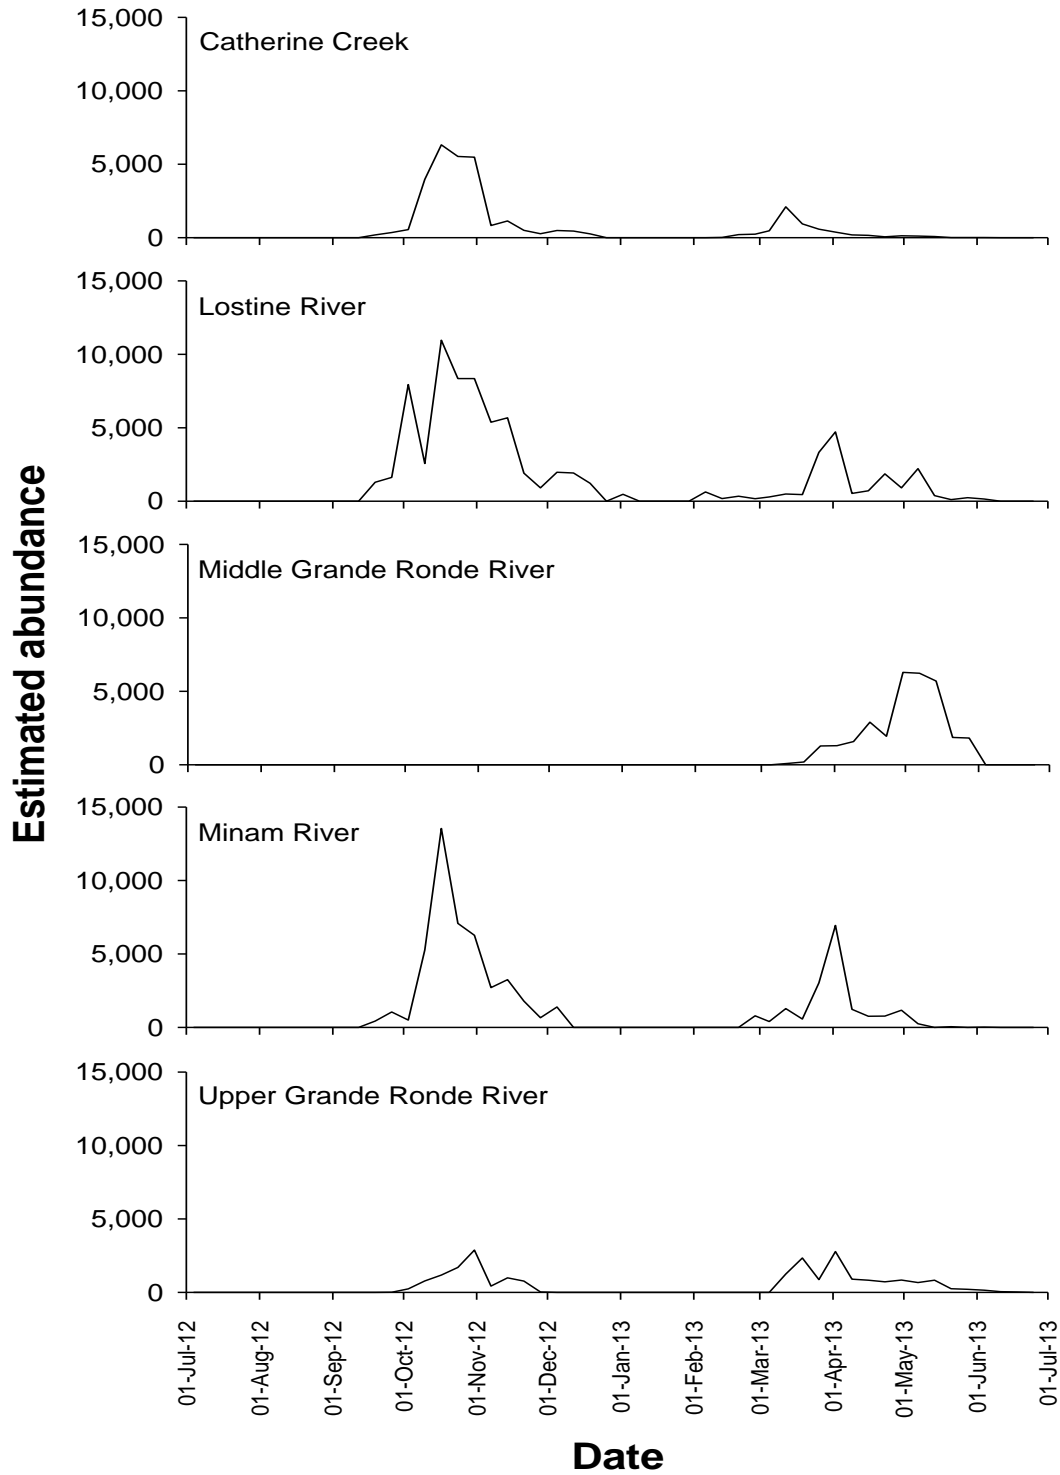 Estimated abundance
15,000
Catherine Creek
10,000
5,000
0
15,000
Lostine River
10,000
5,000
0
15,000
Middle Grande Ronde River
10,000
5,000
0
15,000
Minam River
10,000
5,000
0
15,000
Upper Grande Ronde River
10,000
5,000
0
01-Jul-12
01-Aug-12
01-Sep-12
01-Oct-12
01-Nov-12
01-Dec-12
01-Jan-13
01-Feb-13
01-Mar-13
01-Apr-13
01-May-13
01-Jun-13
01-Jul-13
Date